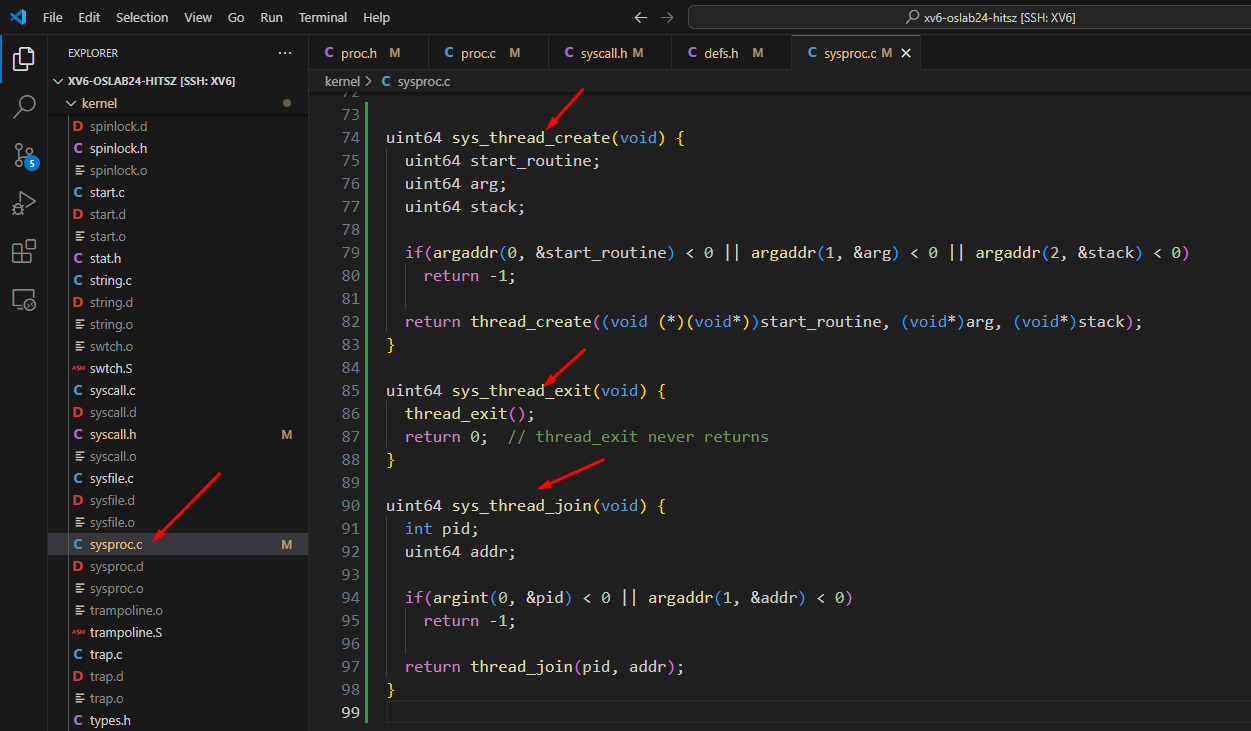 File Edit Selection View Go Run Terminal Help
xv6-oslab24-hitsz [SSH: XV6]
EXPLORER
XV6-OSLAB24-HITSZ [SSH: XV6]
kernel
D spinlock.d
C spinlock.h
spinlock.o
C start.c
D start.d
start.o
C stat.h
C string.c
D string.d
string.o
swtch.o
ASM swtch.S
C syscall.c
D syscall.d
C syscall.h M
syscall.o
C sysfile.c
D sysfile.d
sysfile.o
C sysproc.c M
D sysproc.d
sysproc.o
trampoline.o
ASM trampoline.S
C trap.c
D trap.d
trap.o
C types.h
5
C proc.h M
C proc.c M
C syscall.h M
C defs.h M
C sysproc.c M
kernel > C sysproc.c
72
73
74 uint64 sys_thread_create(void) {
75 uint64 start_routine;
76 uint64 arg;
77 uint64 stack;
78
79 if(argaddr(0, &start_routine) < 0 || argaddr(1, &arg) < 0 || argaddr(2, &stack) < 0)
80 return -1;
81
82 return thread_create((void (*)(void*))start_routine, (void*)arg, (void*)stack);
83 }
84
85 uint64 sys_thread_exit(void) {
86 thread_exit();
87 return 0; // thread_exit never returns
88 }
89
90 uint64 sys_thread_join(void) {
91 int pid;
92 uint64 addr;
93
94 if(argint(0, &pid) < 0 || argaddr(1, &addr) < 0)
95 return -1;
96
97 return thread_join(pid, addr);
98 }
99